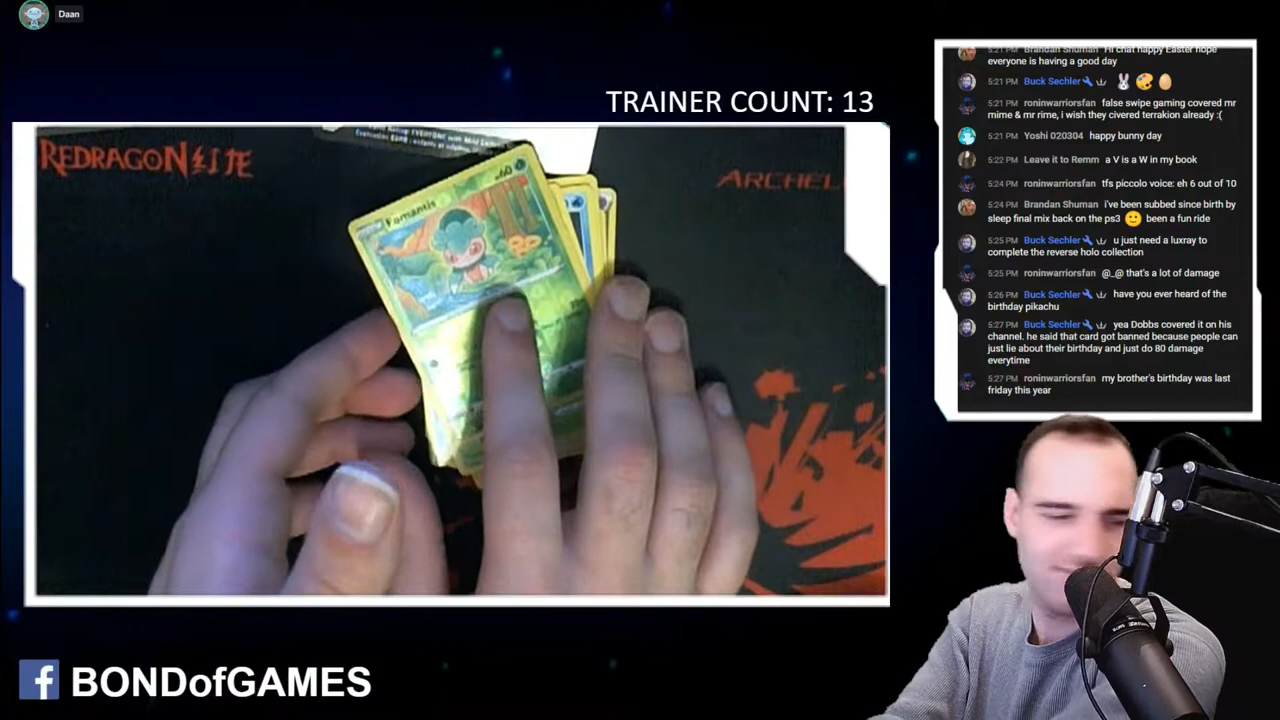 Daan
TRAINER COUNT: 13
REDRAGON
ARCHEL
Fomantis
60
5:21 PM Brandan Shuman Hi chat happy Easter hope
everyone is having a good day
5:21 PM Buck Sechler 🐰 🎨 🥚
5:21 PM roninwarriorsfan false swipe gaming covered mr
mime & mr rime, i wish they civered terrakion already :(
5:21 PM Yoshi 020304 happy bunny day
5:22 PM Leave it to Remm a V is a W in my book
5:24 PM roninwarriorsfan tfs piccolo voice: eh 6 out of 10
5:24 PM Brandan Shuman i've been subbed since birth by
sleep final mix back on the ps3 🙂 been a fun ride
5:25 PM Buck Sechler u just need a luxray to
complete the reverse holo collection
5:25 PM roninwarriorsfan @_@ that's a lot of damage
5:26 PM Buck Sechler have you ever heard of the
birthday pikachu
5:27 PM Buck Sechler yea Dobbs covered it on his
channel. he said that card got banned because people can
just lie about their birthday and just do 80 damage
everytime
5:27 PM roninwarriorsfan my brother's birthday was last
friday this year
BONDofGAMES